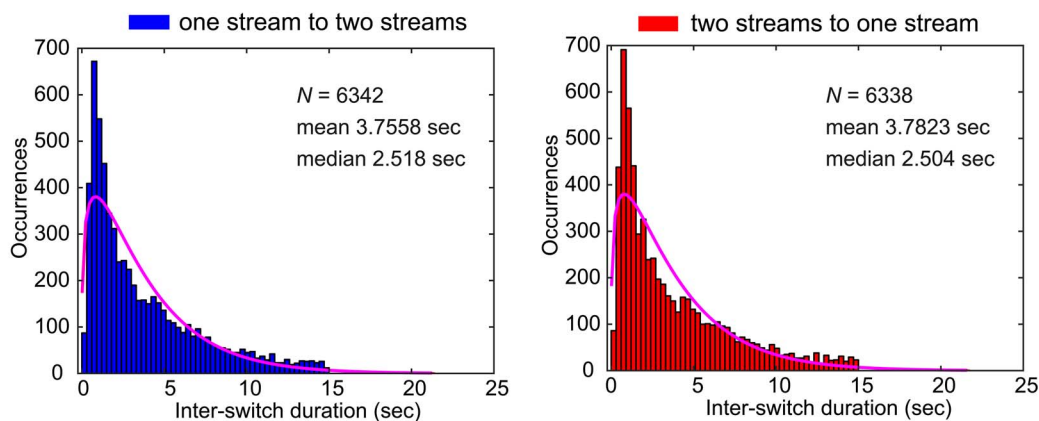 one stream to two streams
700
600
500
400
300
200
100
0
Occurrences
N = 6342
mean 3.7558 sec
median 2.518 sec
0 5 10 15 20 25
Inter-switch duration (sec)
two streams to one stream
700
600
500
400
300
200
100
0
Occurrences
N = 6338
mean 3.7823 sec
median 2.504 sec
0 5 10 15 20 25
Inter-switch duration (sec)